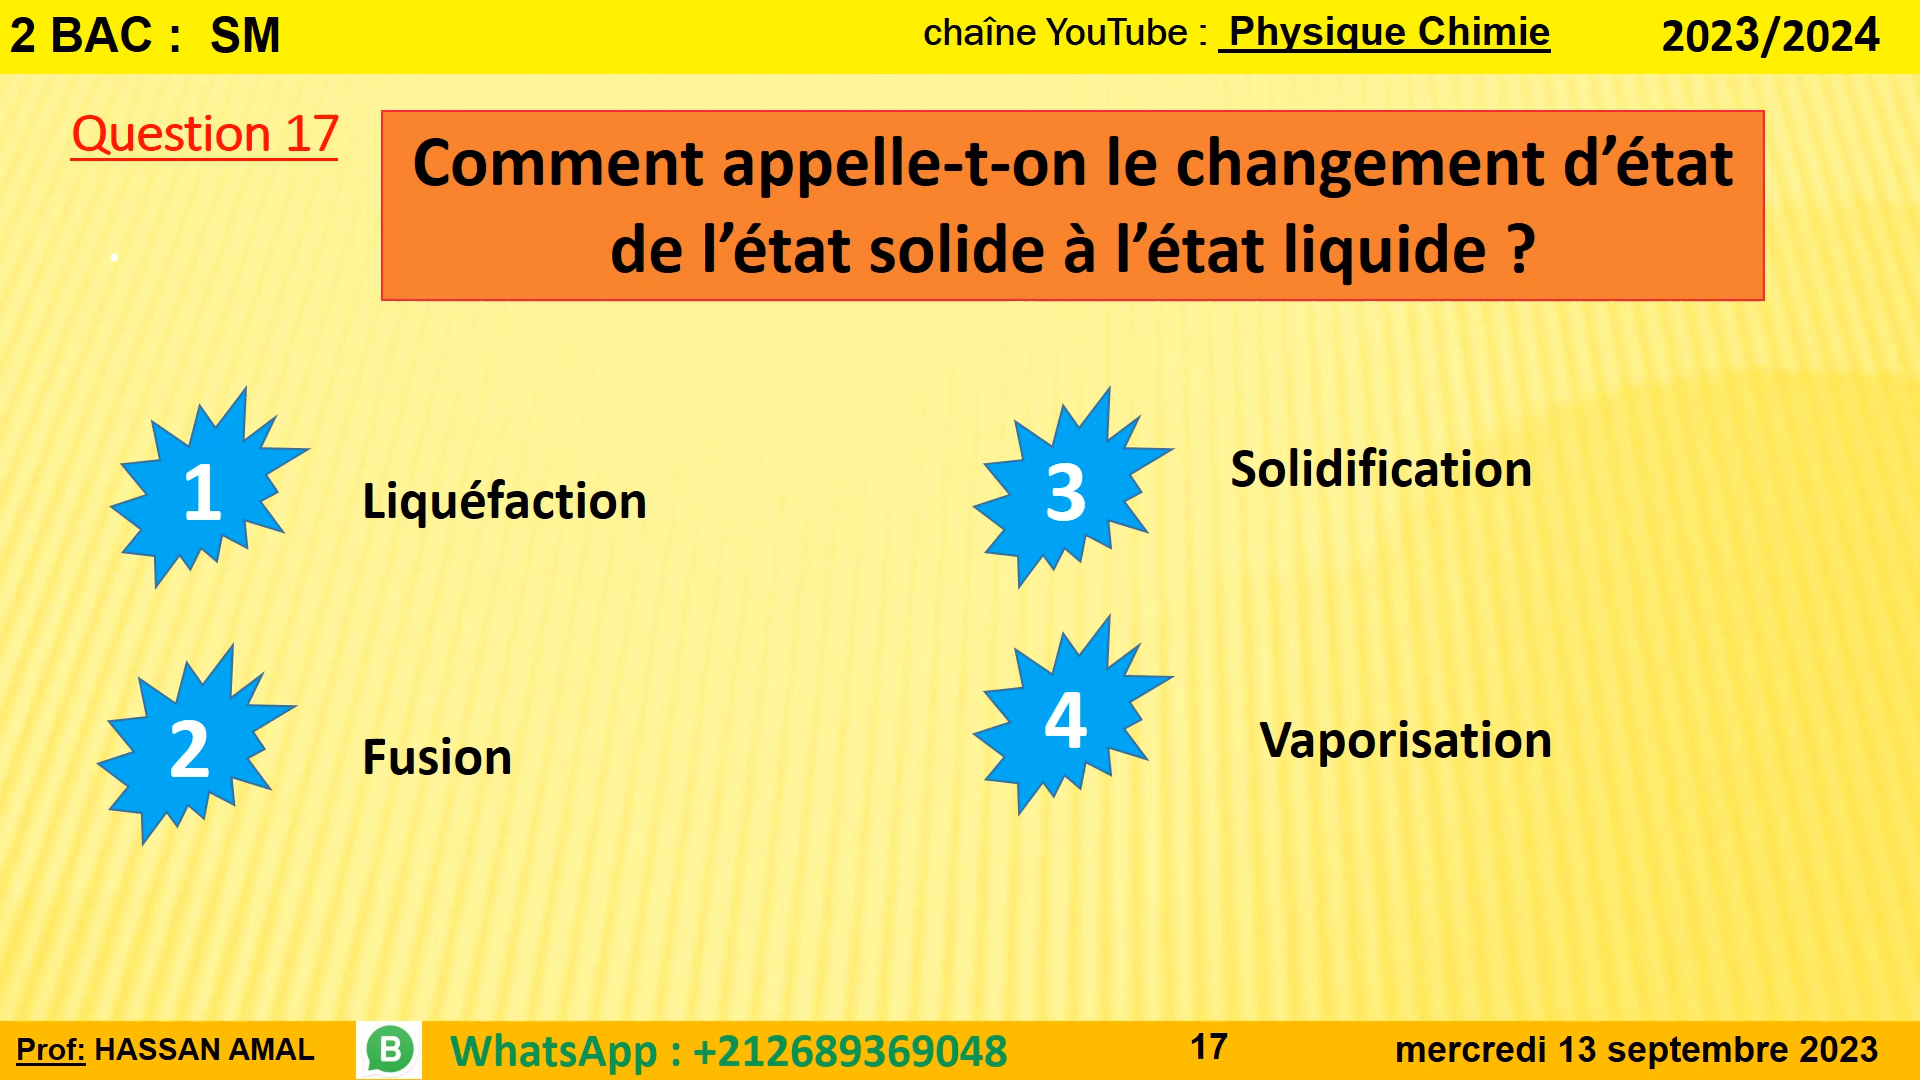 2 BAC :  SM
chaîne YouTube :  Physique Chimie
2023/2024
Question 17
Comment appelle-t-on le changement d’état
de l’état solide à l’état liquide ?
1
Liquéfaction
2
Fusion
3
Solidification
4
Vaporisation
Prof: HASSAN AMAL
B
WhatsApp : +212689369048
17
mercredi 13 septembre 2023